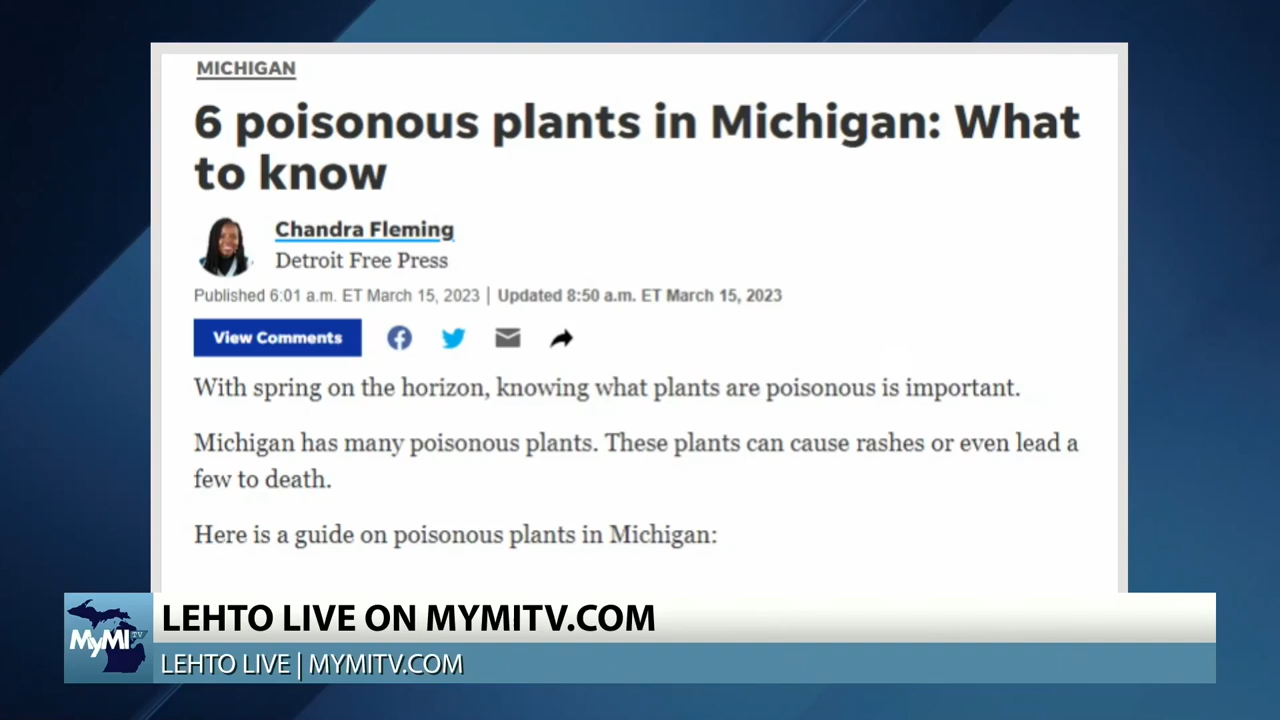 MICHIGAN
6 poisonous plants in Michigan: What
to know
Chandra Fleming
Detroit Free Press
Published 6:01 a.m. ET March 15, 2023 | Updated 8:50 a.m. ET March 15, 2023
View Comments
With spring on the horizon, knowing what plants are poisonous is important.
Michigan has many poisonous plants. These plants can cause rashes or even lead a
few to death.
Here is a guide on poisonous plants in Michigan:
MyMI TV
LEHTO LIVE ON MYMITV.COM
LEHTO LIVE | MYMITV.COM